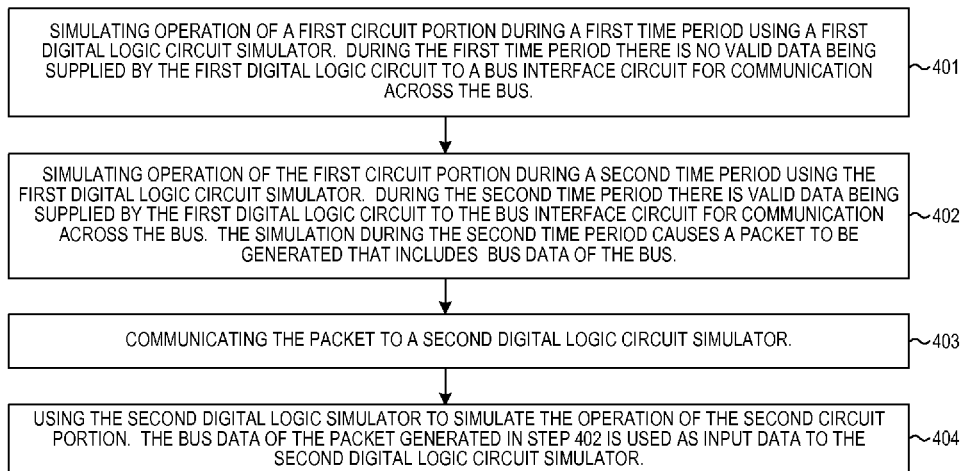 SIMULATING OPERATION OF A FIRST CIRCUIT PORTION DURING A FIRST TIME PERIOD USING A FIRST
DIGITAL LOGIC CIRCUIT SIMULATOR. DURING THE FIRST TIME PERIOD THERE IS NO VALID DATA BEING
SUPPLIED BY THE FIRST DIGITAL LOGIC CIRCUIT TO A BUS INTERFACE CIRCUIT FOR COMMUNICATION
ACROSS THE BUS.
401
SIMULATING OPERATION OF THE FIRST CIRCUIT PORTION DURING A SECOND TIME PERIOD USING THE
FIRST DIGITAL LOGIC CIRCUIT SIMULATOR. DURING THE SECOND TIME PERIOD THERE IS VALID DATA BEING
SUPPLIED BY THE FIRST DIGITAL LOGIC CIRCUIT TO THE BUS INTERFACE CIRCUIT FOR COMMUNICATION
ACROSS THE BUS. THE SIMULATION DURING THE SECOND TIME PERIOD CAUSES A PACKET TO BE
GENERATED THAT INCLUDES BUS DATA OF THE BUS.
402
COMMUNICATING THE PACKET TO A SECOND DIGITAL LOGIC CIRCUIT SIMULATOR.
403
USING THE SECOND DIGITAL LOGIC SIMULATOR TO SIMULATE THE OPERATION OF THE SECOND CIRCUIT
PORTION. THE BUS DATA OF THE PACKET GENERATED IN STEP 402 IS USED AS INPUT DATA TO THE
SECOND DIGITAL LOGIC CIRCUIT SIMULATOR.
404